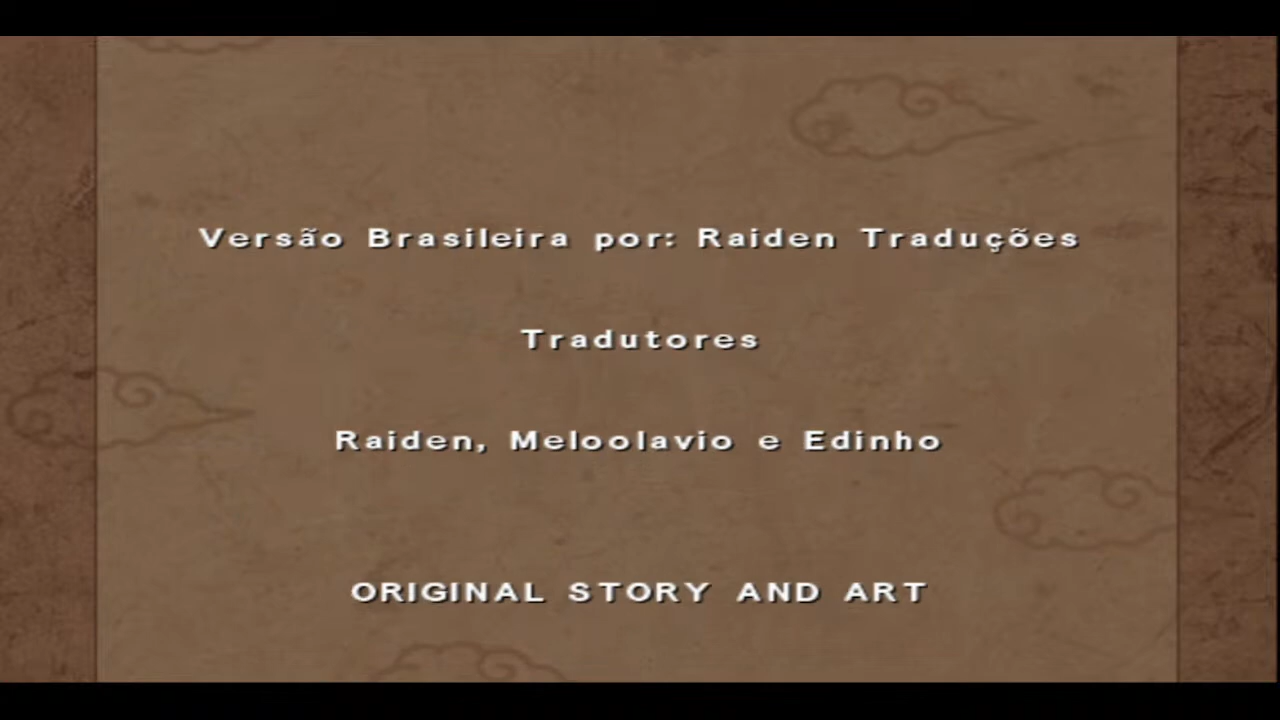 Versão Brasileira por: Raiden Traduções
Tradutores
Raiden, Meloolavio e Edinho
ORIGINAL STORY AND ART